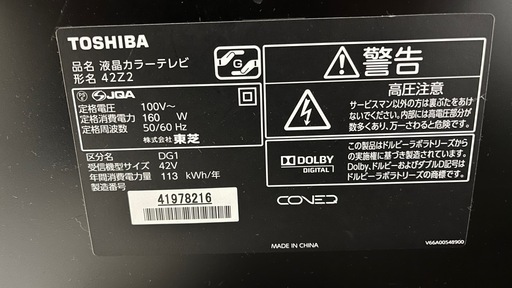 TOSHIBA
品名 液晶カラーテレビ
形名 42Z2
G
PS E JQA
定格電圧 100V～
定格消費電力 160 W
定格周波数 50/60 Hz
株式会社 東芝
区分名 DG1
受信機型サイズ 42V
年間消費電力量 113 kWh/年
製造番号
41978216
警告
高圧注意
サービスマン以外の方は裏ぶたをあけ
ないでください。内部には高電圧部分が
数多くあり、万一さわると危険です。
DOLBY
DIGITAL
この製品は、ドルビーラボラトリーズから
の実施権に基づき製造されています。
Dolby、ドルビー及びダブルD記号は
ドルビーラボラトリーズの商標です。
CONEQ
MADE IN CHINA
V66A00548900